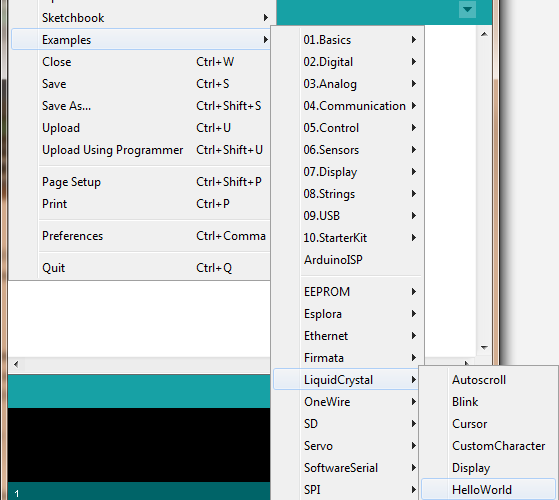 Sketchbook
Examples
Close Ctrl+W
Save Ctrl+S
Save As... Ctrl+Shift+S
Upload Ctrl+U
Upload Using Programmer Ctrl+Shift+U
Page Setup Ctrl+Shift+P
Print Ctrl+P
Preferences Ctrl+Comma
Quit Ctrl+Q
01.Basics
02.Digital
03.Analog
04.Communication
05.Control
06.Sensors
07.Display
08.Strings
09.USB
10.StarterKit
ArduinoISP
EEPROM
Esplora
Ethernet
Firmata
LiquidCrystal
OneWire
SD
Servo
SoftwareSerial
SPI
Autoscroll
Blink
Cursor
CustomCharacter
Display
HelloWorld
1